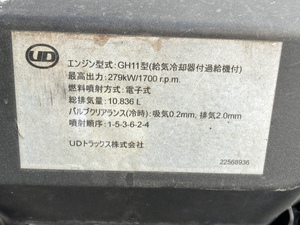 UD
エンジン型式：GH11型(給気冷却器付過給機付)
最高出力：279kW/1700 r.p.m.
燃料噴射方式：電子式
総排気量：10.836 L
バルブクリアランス(冷時)：吸気0.2mm, 排気2.0mm
噴射順序：1-5-3-6-2-4
UDトラックス株式会社
22568936